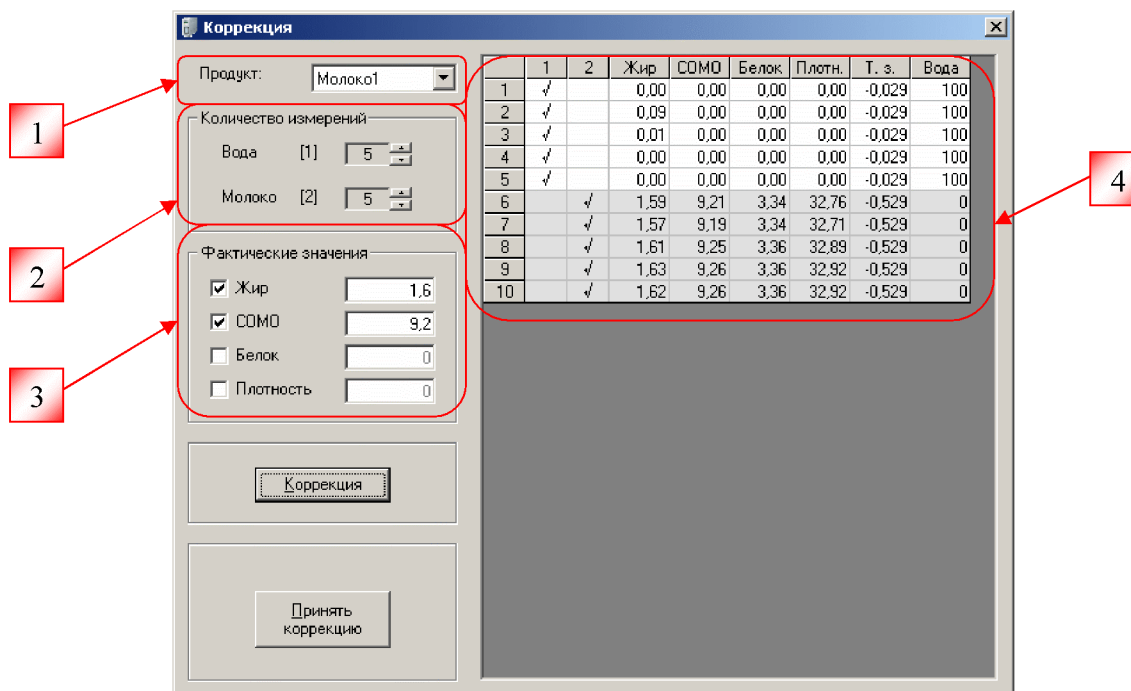 Коррекция
Продукт: Молоко1
Количество измерений
Вода [1] 5
Молоко [2] 5
Фактические значения
Жир 1,6
СОМО 9,2
Белок 0
Плотность 0
Коррекция
Принять
коррекцию
1 2 Жир СОМО Белок Плотн. Т. з. Вода
1 √ 0,00 0,00 0,00 0,00 -0,029 100
2 √ 0,09 0,00 0,00 0,00 -0,029 100
3 √ 0,01 0,00 0,00 0,00 -0,029 100
4 √ 0,00 0,00 0,00 0,00 -0,029 100
5 √ 0,00 0,00 0,00 0,00 -0,029 100
6 √ 1,59 9,21 3,34 32,76 -0,529 0
7 √ 1,57 9,19 3,34 32,71 -0,529 0
8 √ 1,61 9,25 3,36 32,89 -0,529 0
9 √ 1,63 9,26 3,36 32,92 -0,529 0
10 √ 1,62 9,26 3,36 32,92 -0,529 0
1
2
3
4